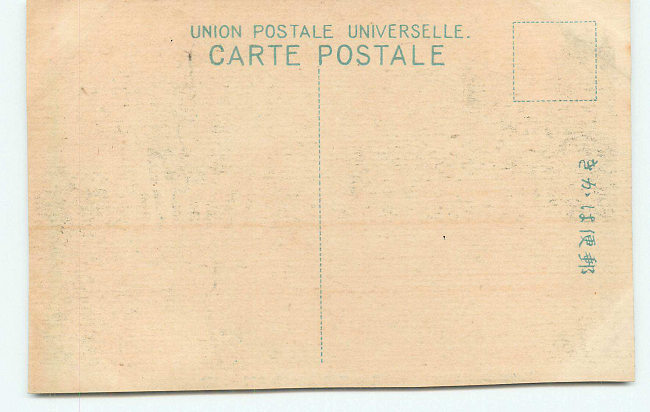 UNION POSTALE UNIVERSELLE.
CARTE POSTALE
郵便はかき